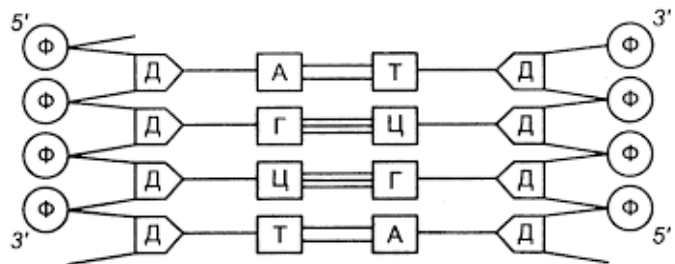 5' 3'
Ф Ф
Д А Т Д
Ф Ф
Д Г Ц Д
Ф Ф
Д Ц Г Д
Ф Ф
3' 5'
Д Т А Д